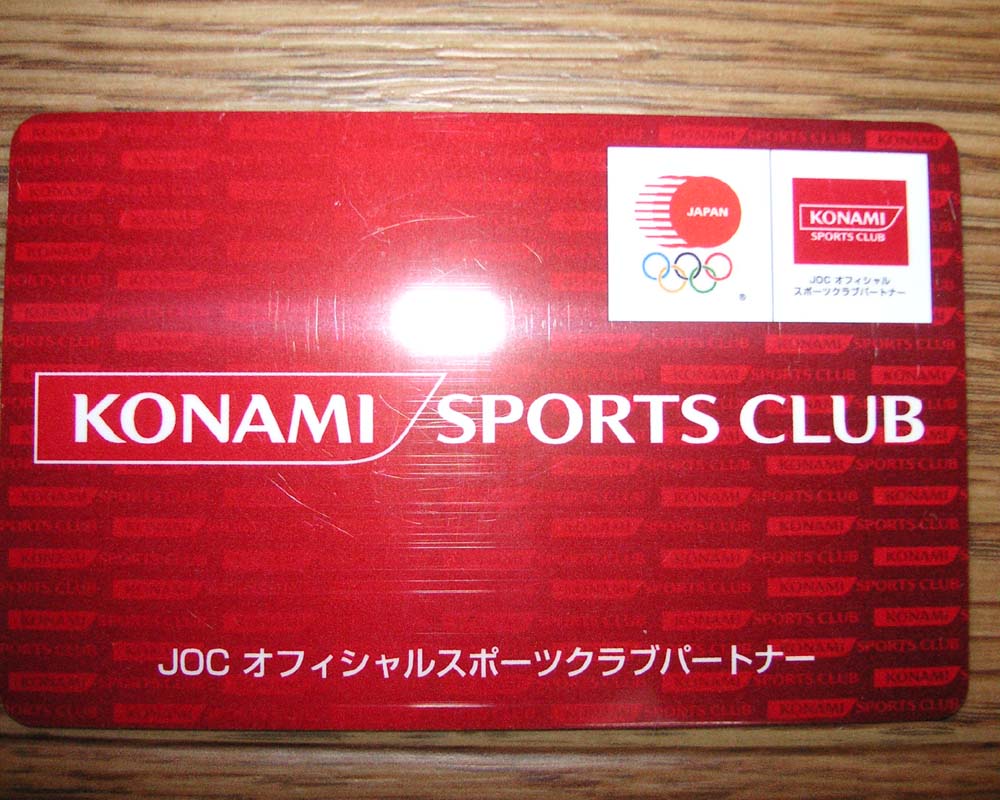 JAPAN
®
KONAMI
SPORTS CLUB
JOC オフィシャル
スポーツクラブパートナー
KONAMI SPORTS CLUB
JOC オフィシャルスポーツクラブパートナー